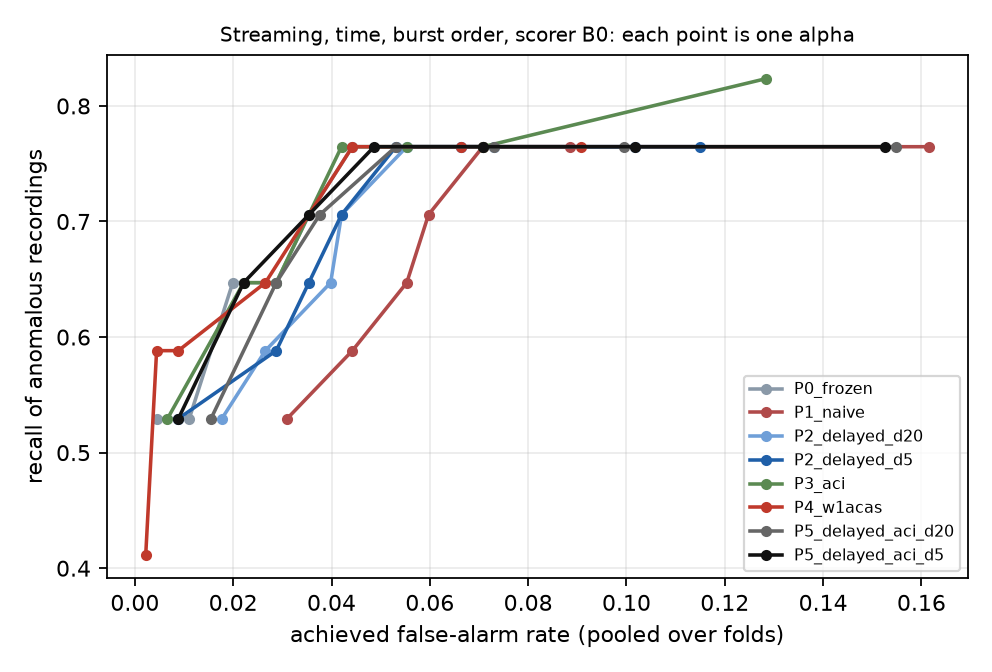 Streaming, time, burst order, scorer B0: each point is one alpha
recall of anomalous recordings
0.8
0.7
0.6
0.5
0.4
0.00 0.02 0.04 0.06 0.08 0.10 0.12 0.14 0.16
achieved false-alarm rate (pooled over folds)
P0_frozen
P1_naive
P2_delayed_d20
P2_delayed_d5
P3_aci
P4_w1acas
P5_delayed_aci_d20
P5_delayed_aci_d5